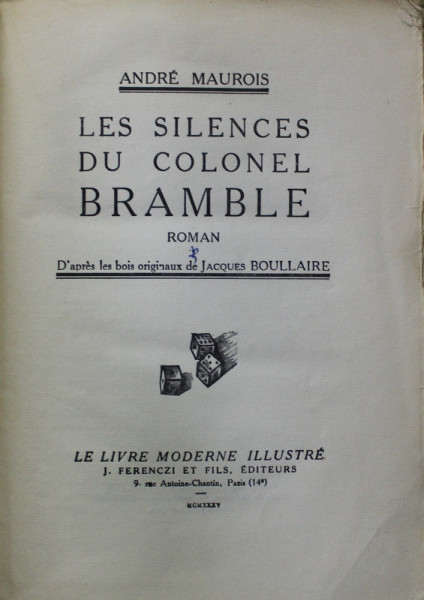 ANDRÉ MAUROIS
LES SILENCES
DU COLONEL
BRAMBLE
ROMAN
D'après les bois originaux de JACQUES BOULLAIRE
LE LIVRE MODERNE ILLUSTRÉ
J. FERENCZI ET FILS, ÉDITEURS
9, rue Antoine-Chantin, Paris (14e)
MCMXXXV